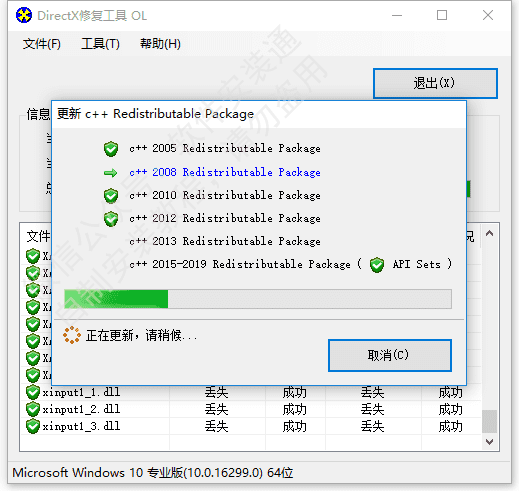 DirectX修复工具 OL
文件(F) 工具(T) 帮助(H)
退出(X)
信息
更新 c++ Redistributable Package
c++ 2005 Redistributable Package
c++ 2008 Redistributable Package
c++ 2010 Redistributable Package
c++ 2012 Redistributable Package
c++ 2013 Redistributable Package
c++ 2015-2019 Redistributable Package ( API Sets )
正在更新，请稍候...
取消(C)
文件
况
xinput1_1.dll 丢失 成功 丢失 成功
xinput1_2.dll 丢失 成功 丢失 成功
xinput1_3.dll 丢失 成功 丢失 成功
Microsoft Windows 10 专业版(10.0.16299.0) 64位